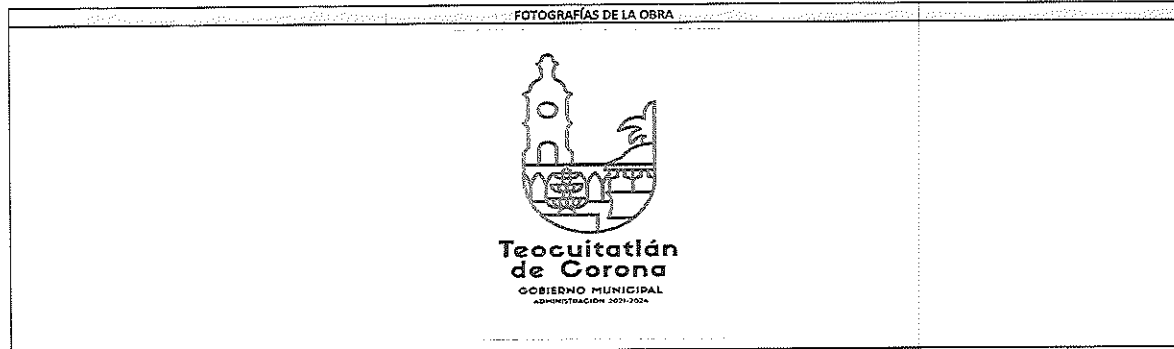 FOTOGRAFÍAS DE LA OBRA
Teocuitatlán
de Corona
GOBIERNO MUNICIPAL
ADMINISTRACIÓN 2021-2024